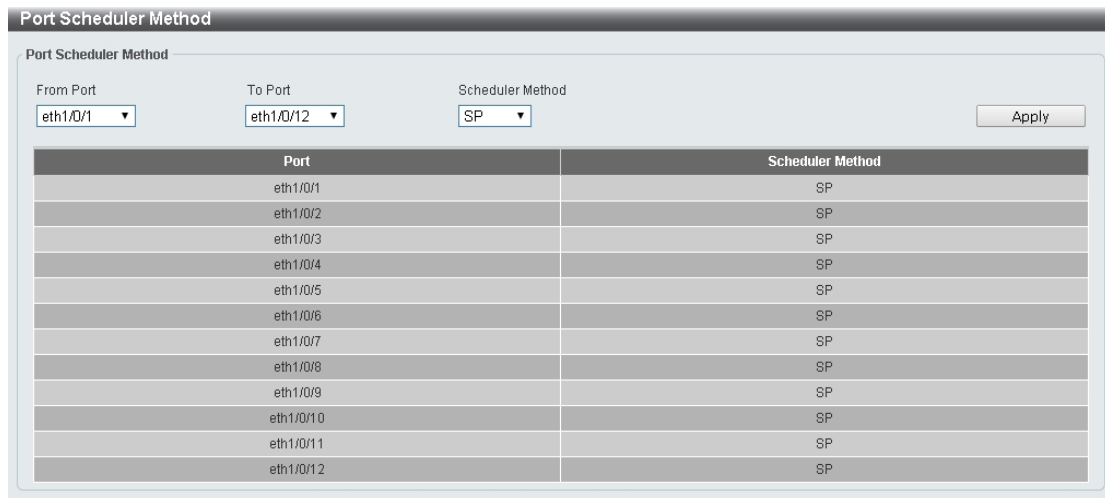 Port Scheduler Method
Port Scheduler Method
From Port To Port Scheduler Method
eth1/0/1 eth1/0/12 SP Apply
Port Scheduler Method
eth1/0/1 SP
eth1/0/2 SP
eth1/0/3 SP
eth1/0/4 SP
eth1/0/5 SP
eth1/0/6 SP
eth1/0/7 SP
eth1/0/8 SP
eth1/0/9 SP
eth1/0/10 SP
eth1/0/11 SP
eth1/0/12 SP